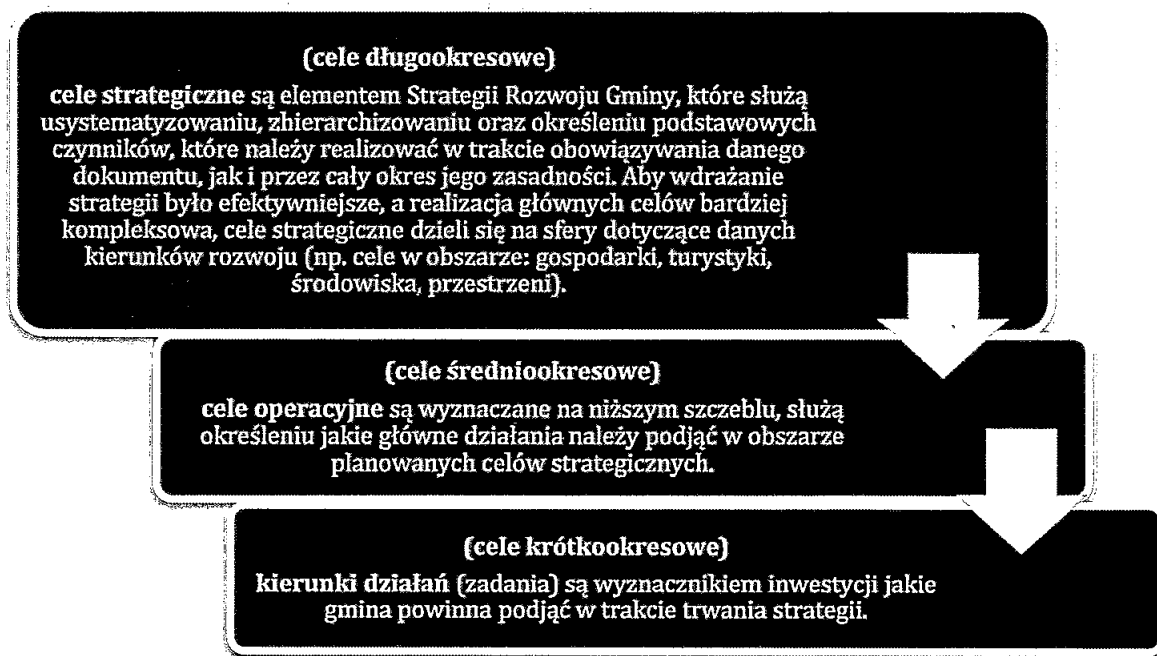 (cele długookresowe)
cele strategiczne są elementem Strategii Rozwoju Gminy, które służą
usystematyzowaniu, zhierarchizowaniu oraz określeniu podstawowych
czynników, które należy realizować w trakcie obowiązywania danego
dokumentu, jak i przez cały okres jego zasadności. Aby wdrażanie
strategii było efektywniejsze, a realizacja głównych celów bardziej
kompleksowa, cele strategiczne dzieli się na sfery dotyczące danych
kierunków rozwoju (np. cele w obszarze: gospodarki, turystyki,
środowiska, przestrzeni).
(cele średniookresowe)
cele operacyjne są wyznaczane na niższym szczeblu, służą
określeniu jakie główne działania należy podjąć w obszarze
planowanych celów strategicznych.
(cele krótkookresowe)
kierunki działań (zadania) są wyznacznikiem inwestycji jakie
gmina powinna podjąć w trakcie trwania strategii.